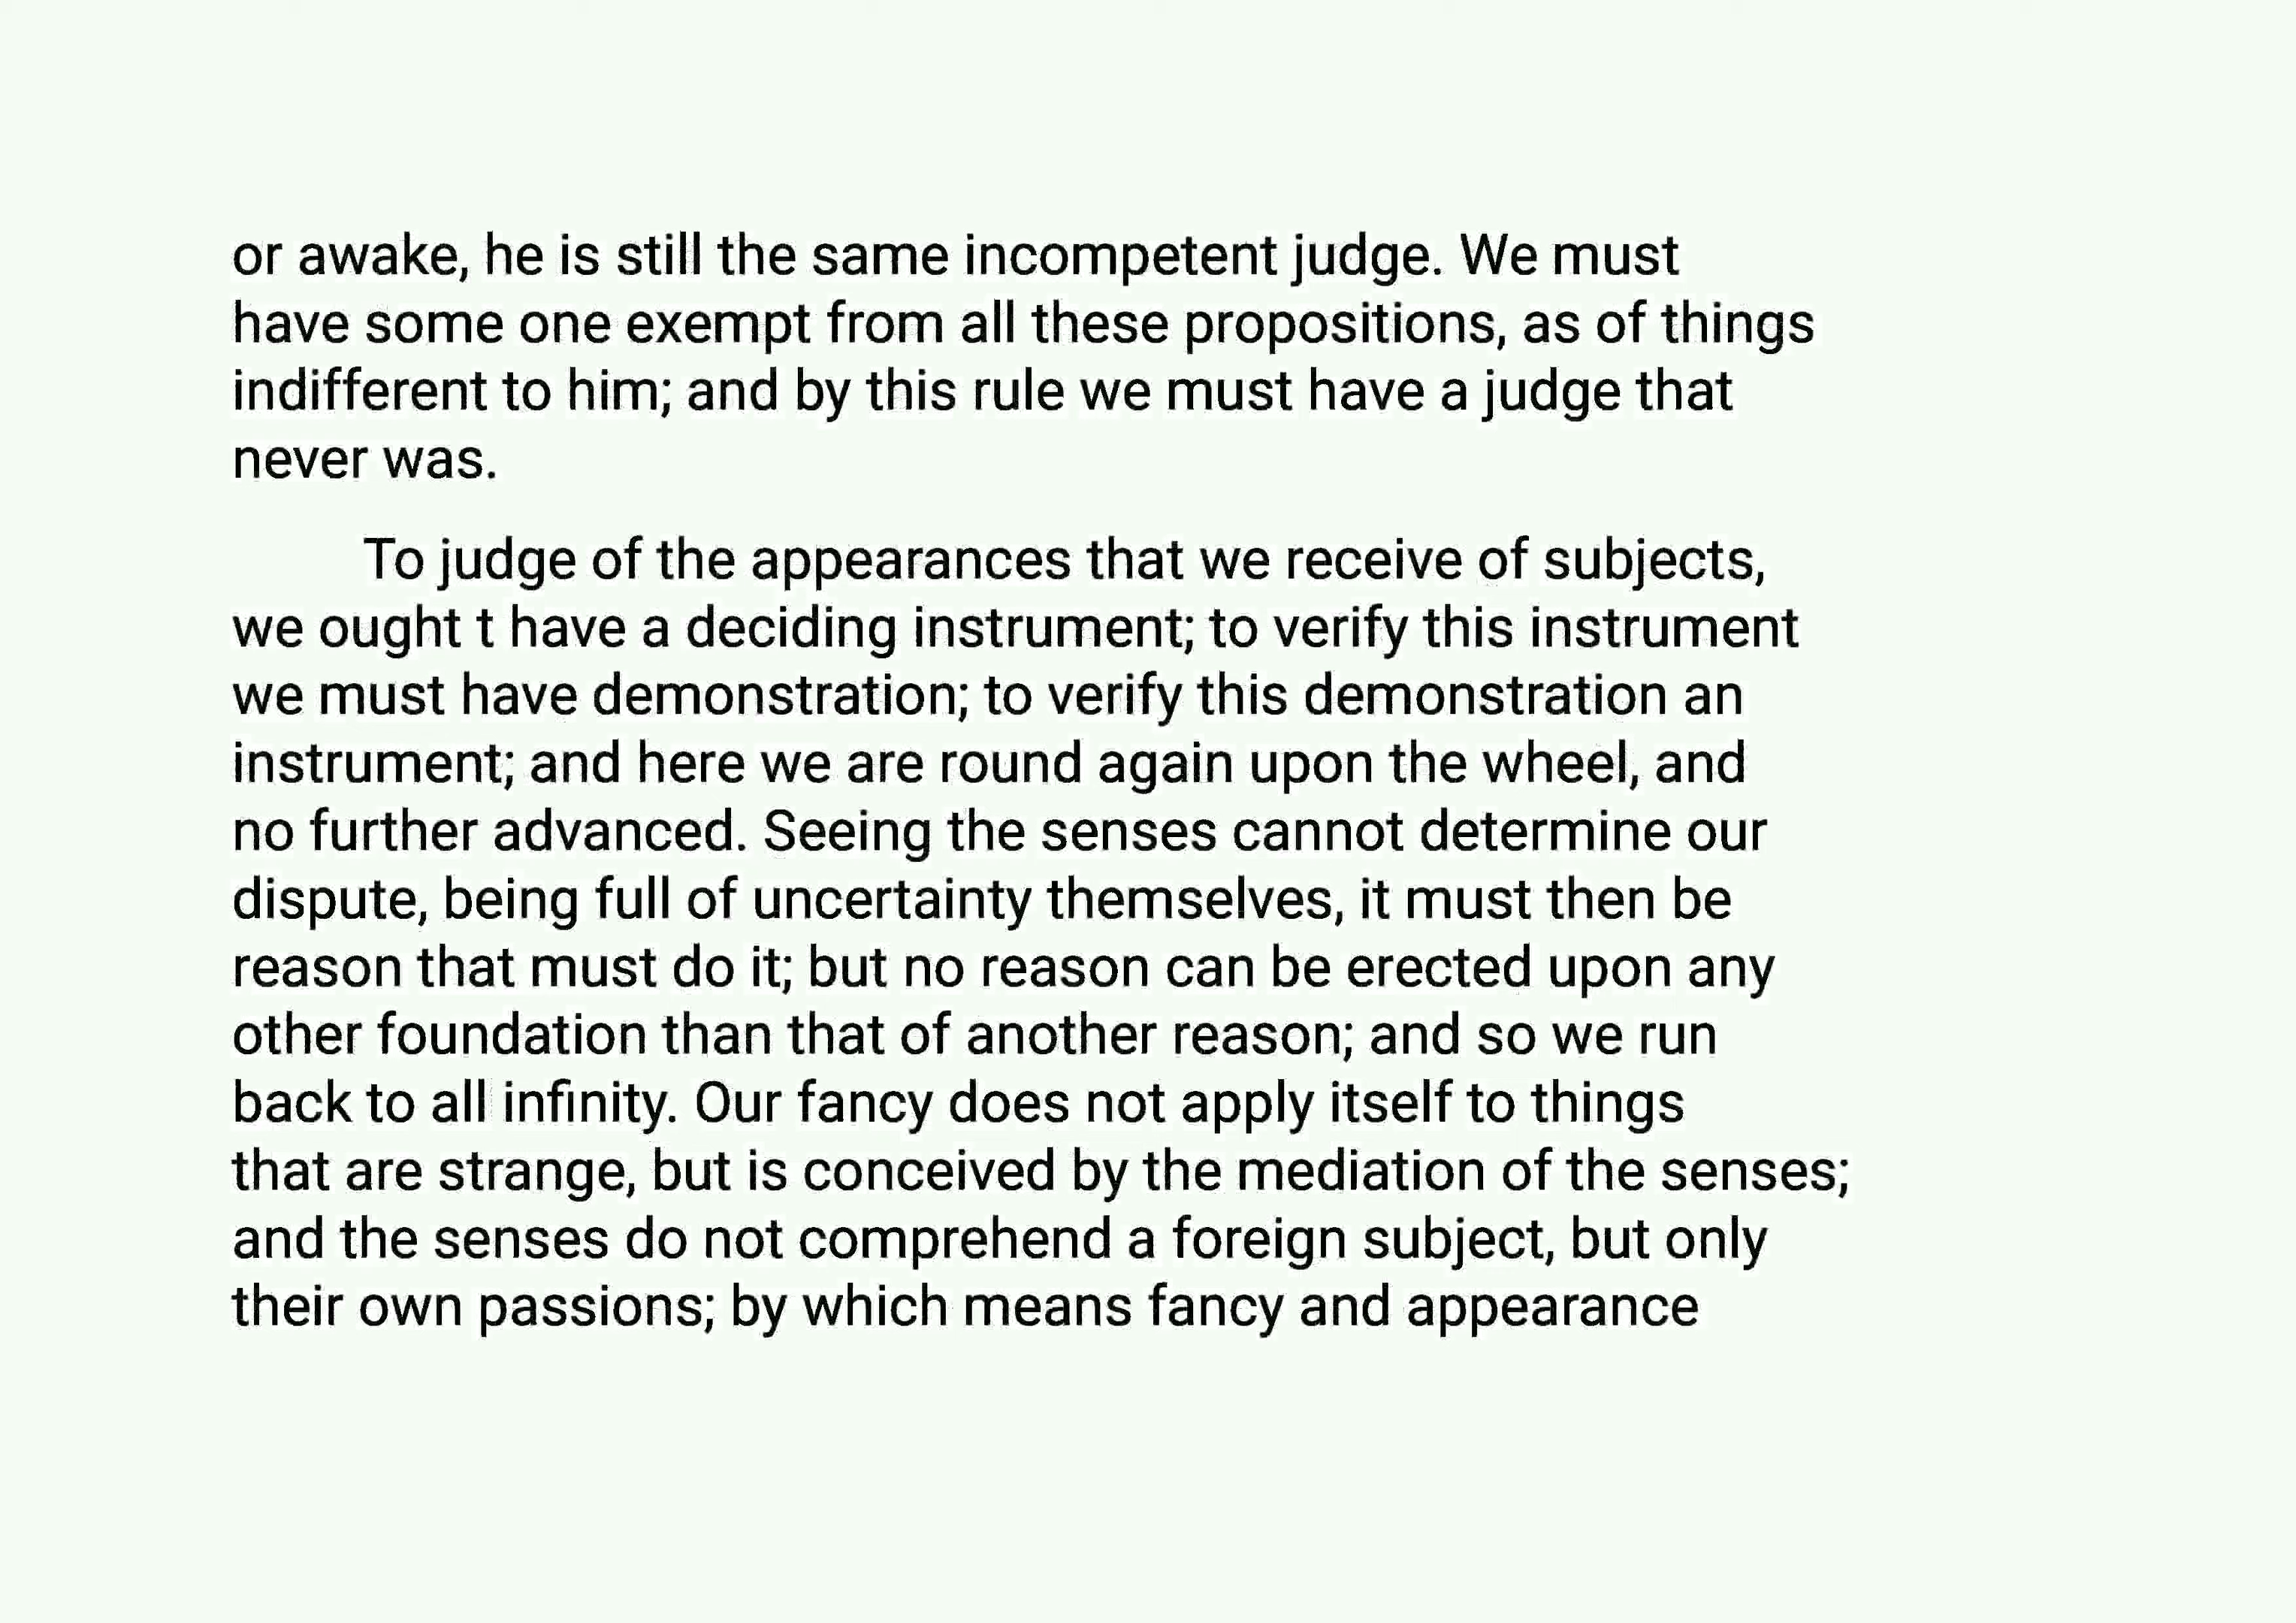 or awake, he is still the same incompetent judge. We must
have some one exempt from all these propositions, as of things
indifferent to him; and by this rule we must have a judge that
never was.
To judge of the appearances that we receive of subjects,
we ought t have a deciding instrument; to verify this instrument
we must have demonstration; to verify this demonstration an
instrument; and here we are round again upon the wheel, and
no further advanced. Seeing the senses cannot determine our
dispute, being full of uncertainty themselves, it must then be
reason that must do it; but no reason can be erected upon any
other foundation than that of another reason; and so we run
back to all infinity. Our fancy does not apply itself to things
that are strange, but is conceived by the mediation of the senses;
and the senses do not comprehend a foreign subject, but only
their own passions; by which means fancy and appearance